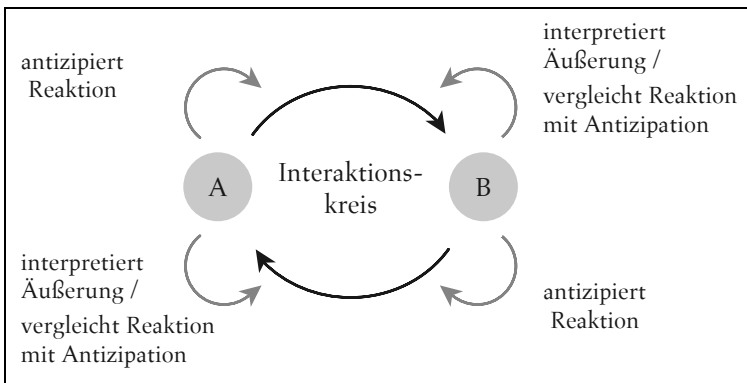 antizipiert
Reaktion
interpretiert
Äußerung /
vergleicht Reaktion
mit Antizipation
A
Interaktions-
kreis
B
interpretiert
Äußerung /
vergleicht Reaktion
mit Antizipation
antizipiert
Reaktion